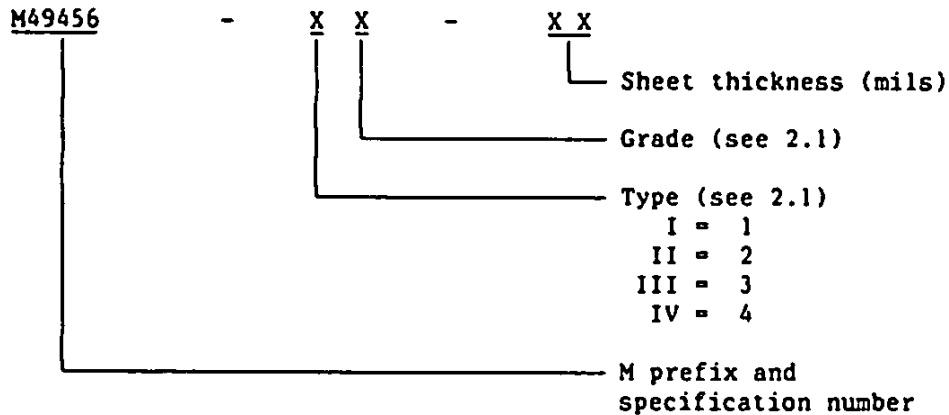 M49456 - X X - X X
Sheet thickness (mils)
Grade (see 2.1)
Type (see 2.1)
I = 1
II = 2
III = 3
IV = 4
M prefix and
specification number